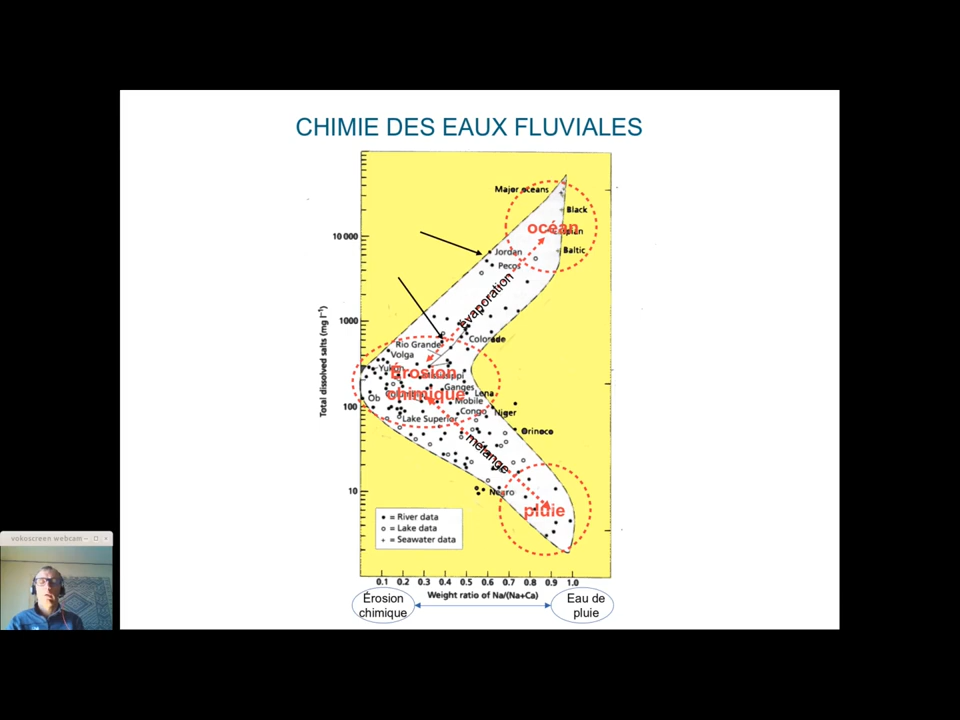 CHIMIE DES EAUX FLUVIALES
Major oceans
Black
océan
Caspian
Baltic
10 000
Jordan
Pecos
évaporation
1000
Colorado
Rio Grande
Volga
Yukon
Érosion
Mississippi
chimique
Columbia
Ganges
Lena
Ob
Mobile
100
Congo
Niger
Lake Superior
Orinoco
mélange
10
Negro
pluie
• = River data
○ = Lake data
+ = Seawater data
Total dissolved salts (mg l⁻¹)
0.1 0.2 0.3 0.4 0.5 0.6 0.7 0.8 0.9 1.0
Weight ratio of Na/(Na+Ca)
Érosion
chimique
Eau de
pluie
vokoscreen webcam